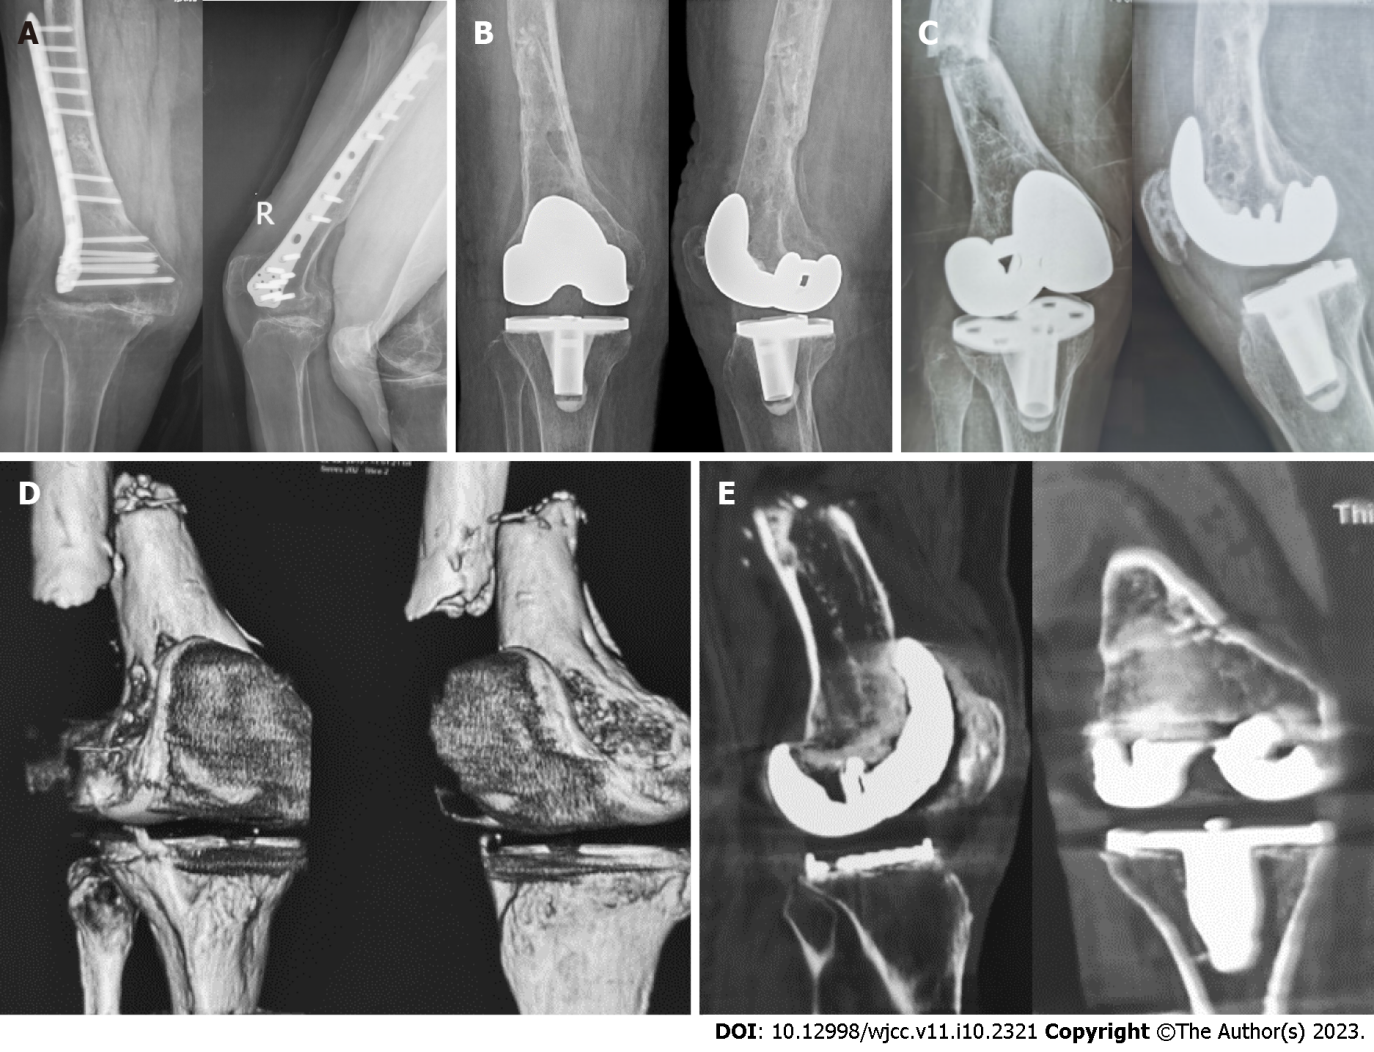 A
B
C
R
D
E
Thi
DOI: 10.12998/wjcc.v11.i10.2321 Copyright ©The Author(s) 2023.